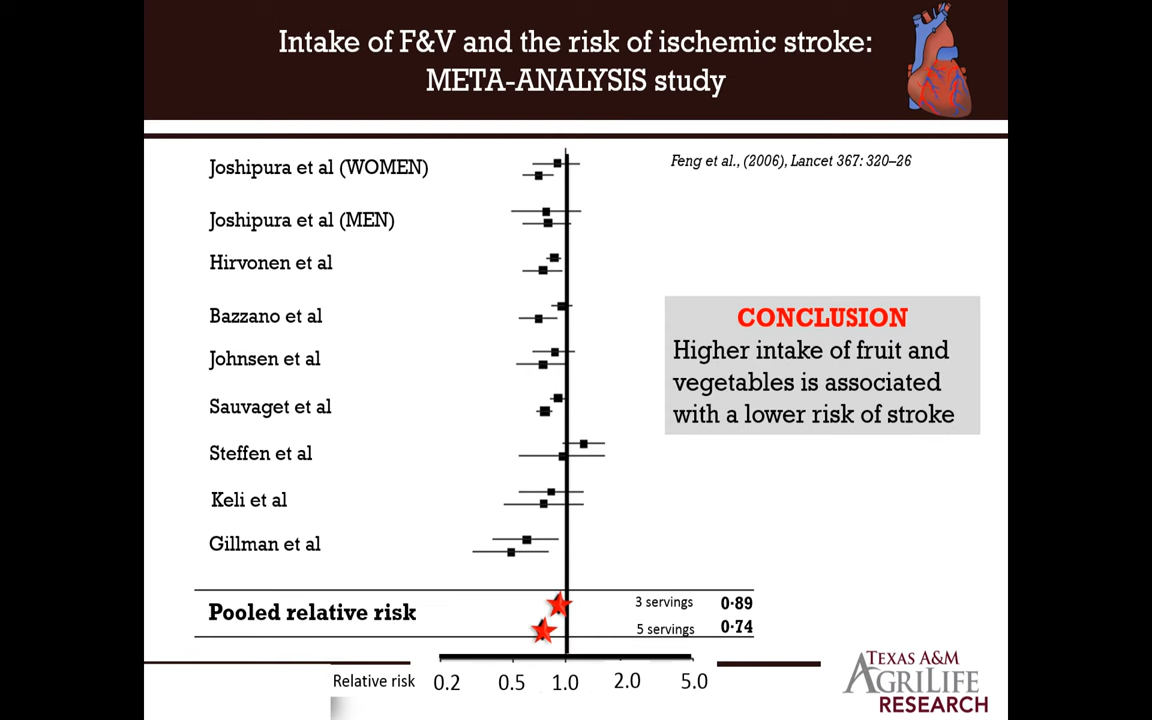 Intake of F&V and the risk of ischemic stroke:
META-ANALYSIS study
Feng et al., (2006), Lancet 367: 320–26
Joshipura et al (WOMEN)
Joshipura et al (MEN)
Hirvonen et al
Bazzano et al
Johnsen et al
Sauvaget et al
Steffen et al
Keli et al
Gillman et al
CONCLUSION
Higher intake of fruit and
vegetables is associated
with a lower risk of stroke
Pooled relative risk
3 servings 0·89
5 servings 0·74
Relative risk 0.2 0.5 1.0 2.0 5.0
TEXAS A&M
AGRILIFE
RESEARCH